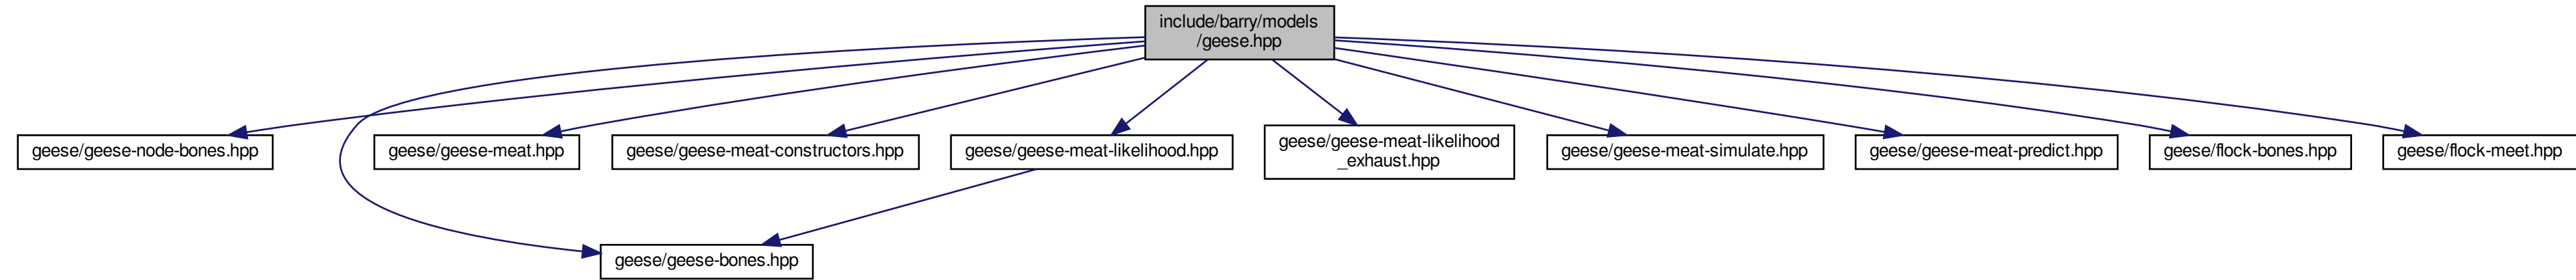 include/barry/models
/geese.hpp
geese/geese-node-bones.hpp
geese/geese-meat.hpp
geese/geese-meat-constructors.hpp
geese/geese-meat-likelihood.hpp
geese/geese-meat-likelihood
_exhaust.hpp
geese/geese-meat-simulate.hpp
geese/geese-meat-predict.hpp
geese/flock-bones.hpp
geese/flock-meet.hpp
geese/geese-bones.hpp